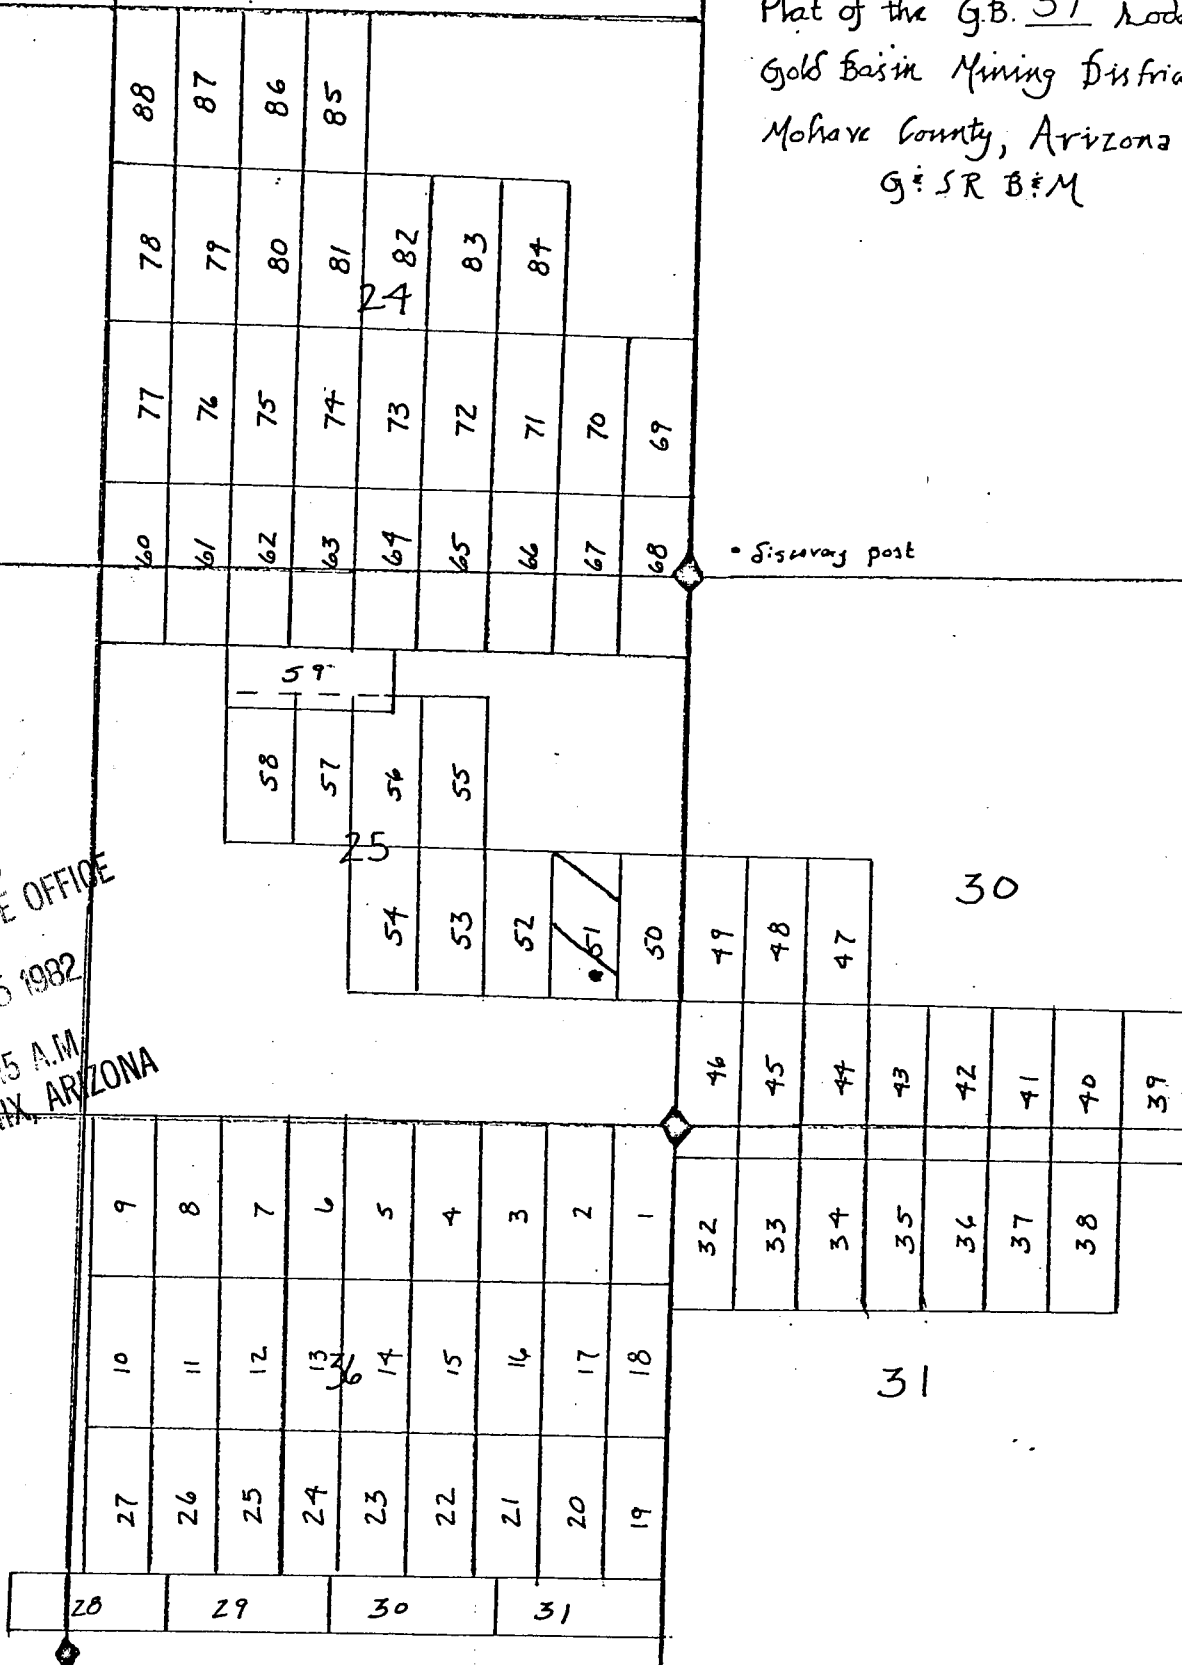 Plat of the G.B. 51
Gold Basin Mining
Mohave County, Arizona
G & S R B & M
88 87 86 85
78 79 80 81 82 83 84
24
77 76 75 74 73 72 71 70 69
60 61 62 63 64 65 66 67 68
• discovery post
59
58 57 56 55
25
54 53 52 51 50 49 48 47
30
OFFICE
1982
A.M.
ARIZONA
46 45 44 43 42 41 40 39
9 8 7 6 5 4 3 2 1
32 33 34 35 36 37 38
10 11 12 13 14 15 16 17 18
36
31
27 26 25 24 23 22 21 20 19
28 29 30 31